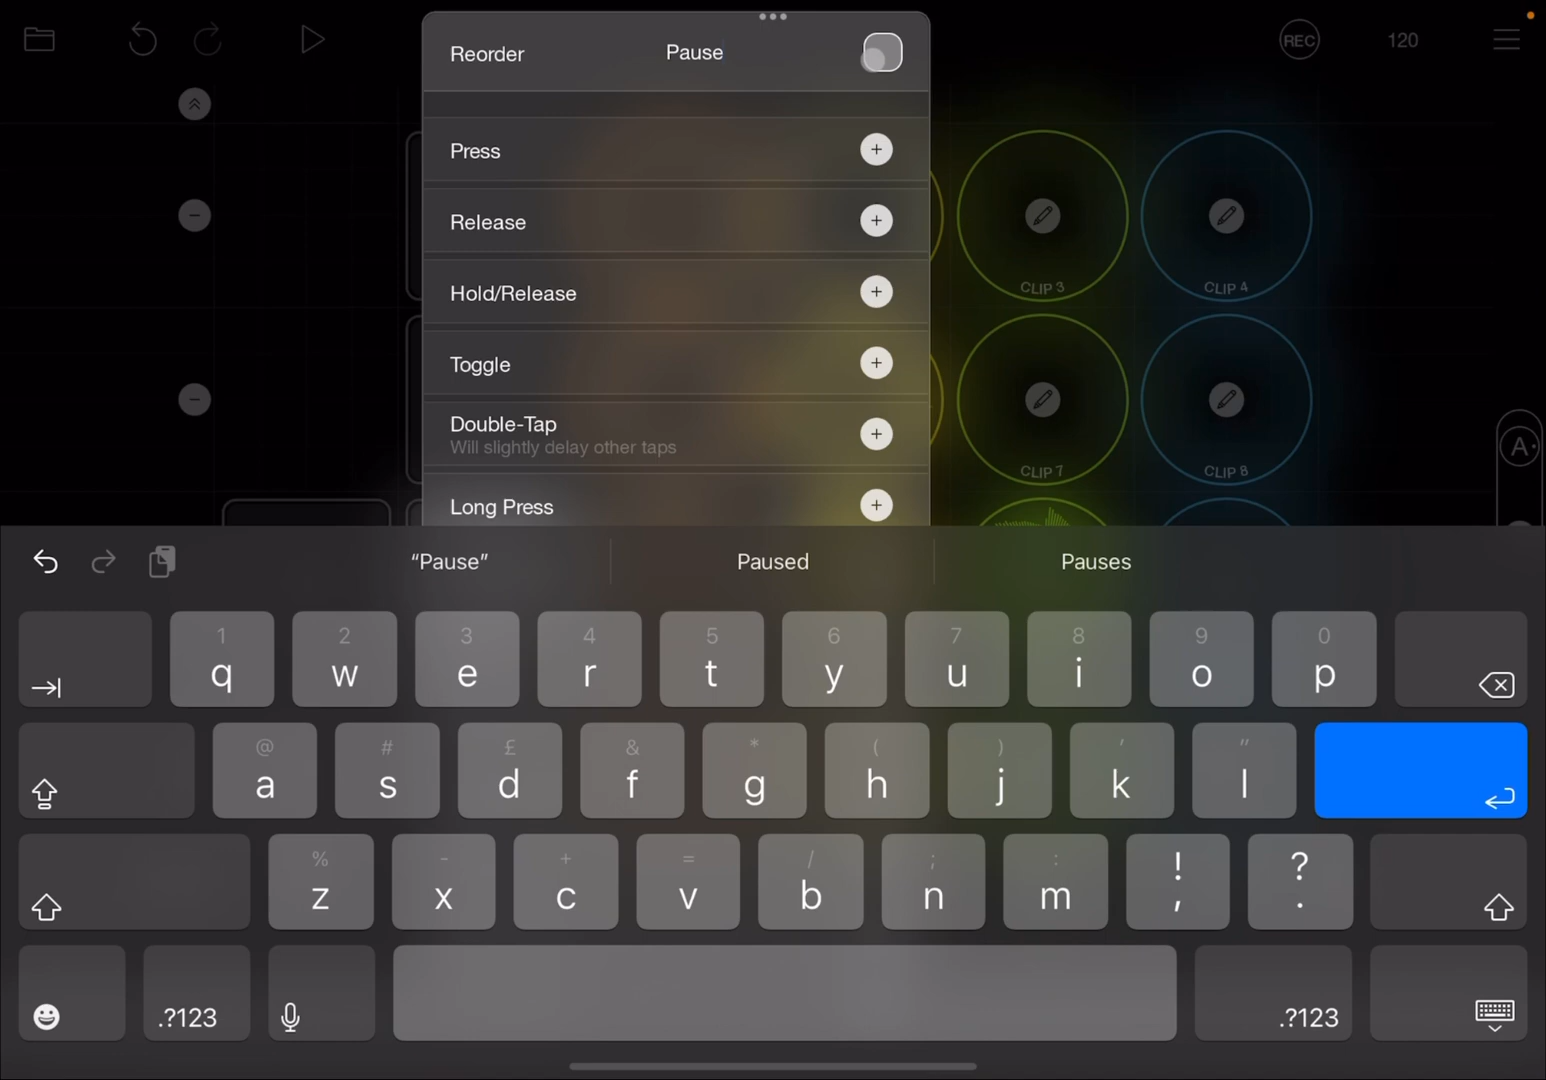 Reorder Pause
REC 120
Press
Release
Hold/Release
Toggle
Double-Tap
Will slightly delay other taps
Long Press
CLIP 3 CLIP 4
CLIP 7 CLIP 8
A
“Pause” Paused Pauses
1 2 3 4 5 6 7 8 9 0
q w e r t y u i o p
@ # £ & * ( ) ' "
a s d f g h j k l
% - + = / ; : ! ?
z x c v b n m , .
.?123 .?123